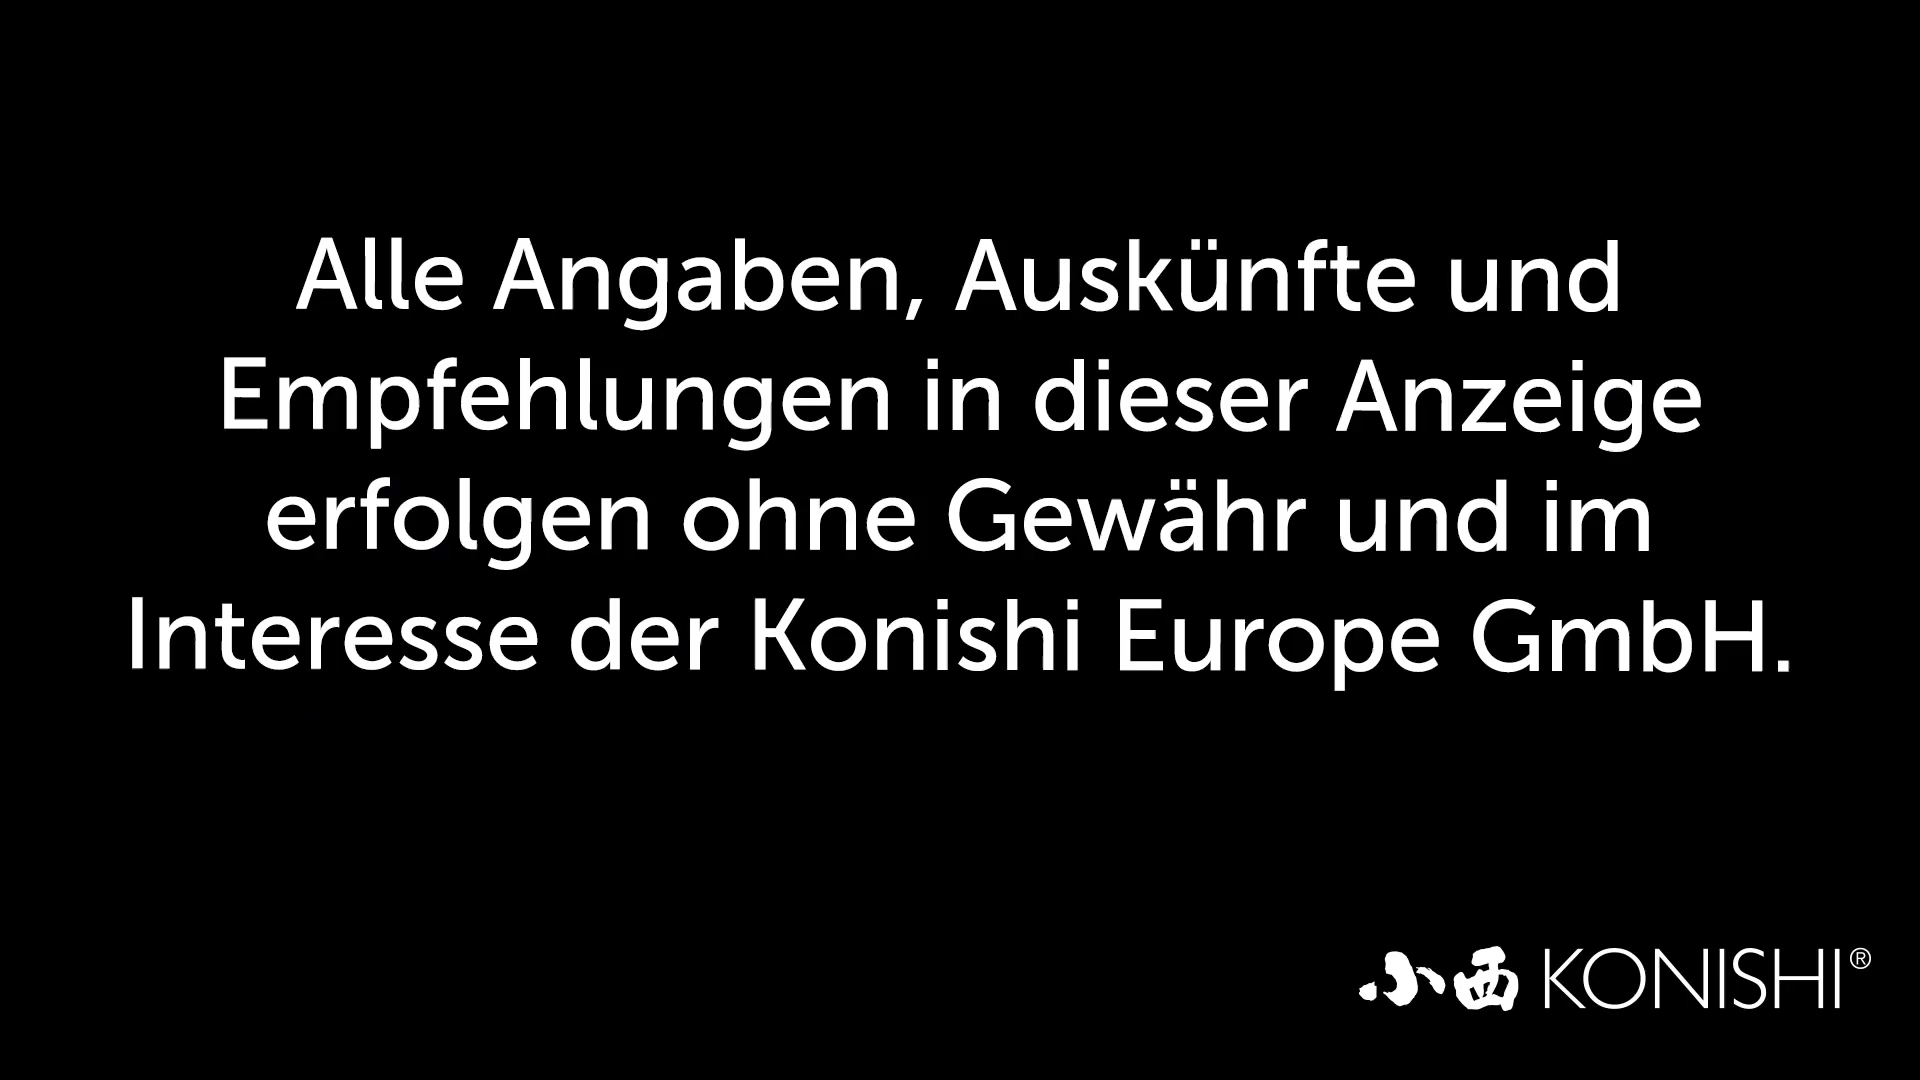 Alle Angaben, Auskünfte und
Empfehlungen in dieser Anzeige
erfolgen ohne Gewähr und im
Interesse der Konishi Europe GmbH.
小西 KONISHI®